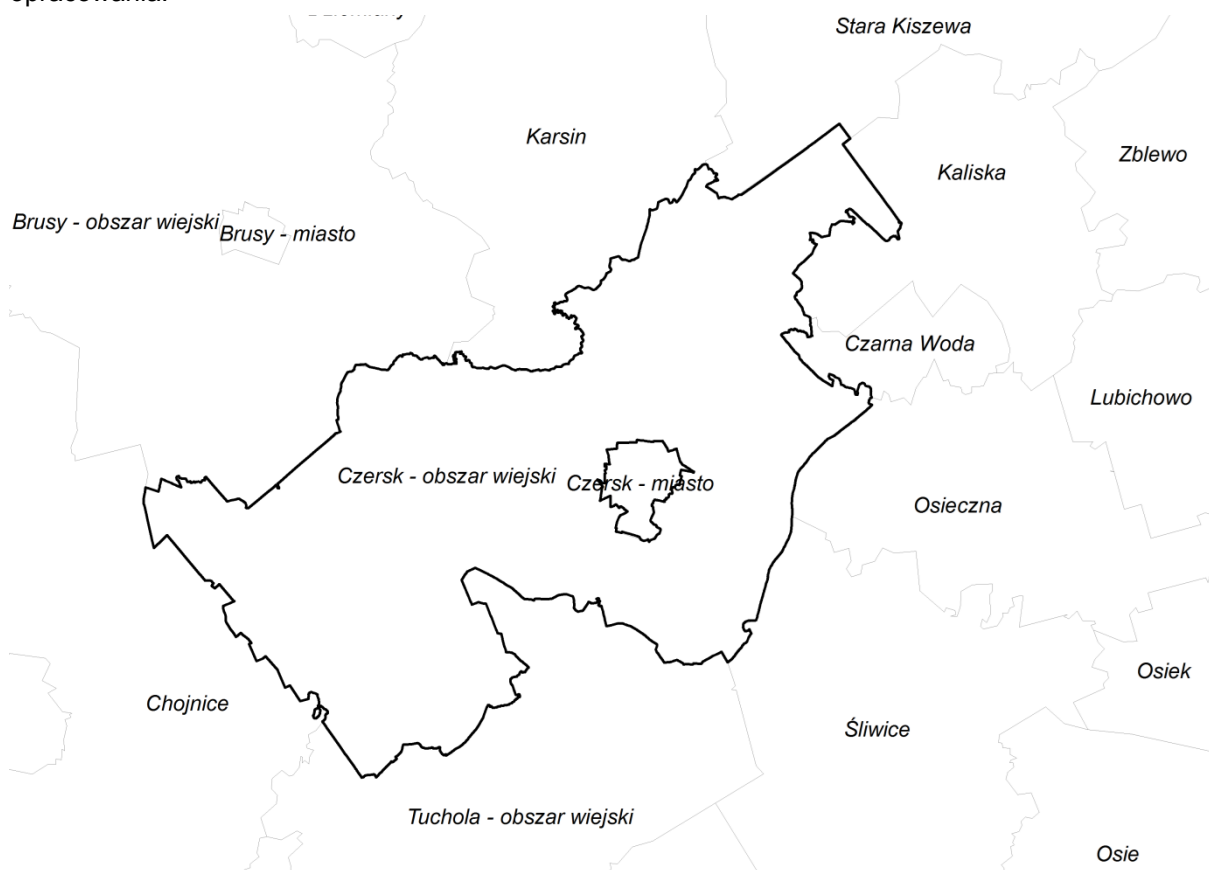 opracowania.
Stara Kiszewa
Karsin
Zblewo
Kaliska
Brusy - obszar wiejski
Brusy - miasto
Czarna Woda
Lubichowo
Czersk - obszar wiejski
Czersk - miasto
Osieczna
Osiek
Chojnice
Śliwice
Tuchola - obszar wiejski
Osie